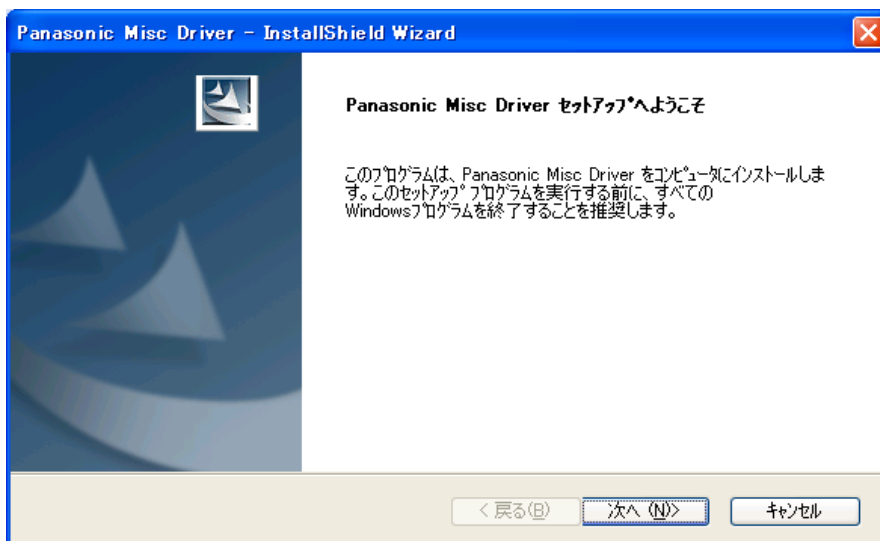 Panasonic Misc Driver - InstallShield Wizard
Panasonic Misc Driver ｾｯﾄｱｯﾌﾟへようこそ
このﾌﾟﾛｸﾞﾗﾑは、Panasonic Misc Driver をｺﾝﾋﾟｭｰﾀにｲﾝｽﾄｰﾙしま
す。このｾｯﾄｱｯﾌﾟ ﾌﾟﾛｸﾞﾗﾑを実行する前に、すべての
Windowsﾌﾟﾛｸﾞﾗﾑを終了することを推奨します。
< 戻る(B)
次へ (N)>
ｷｬﾝｾﾙ